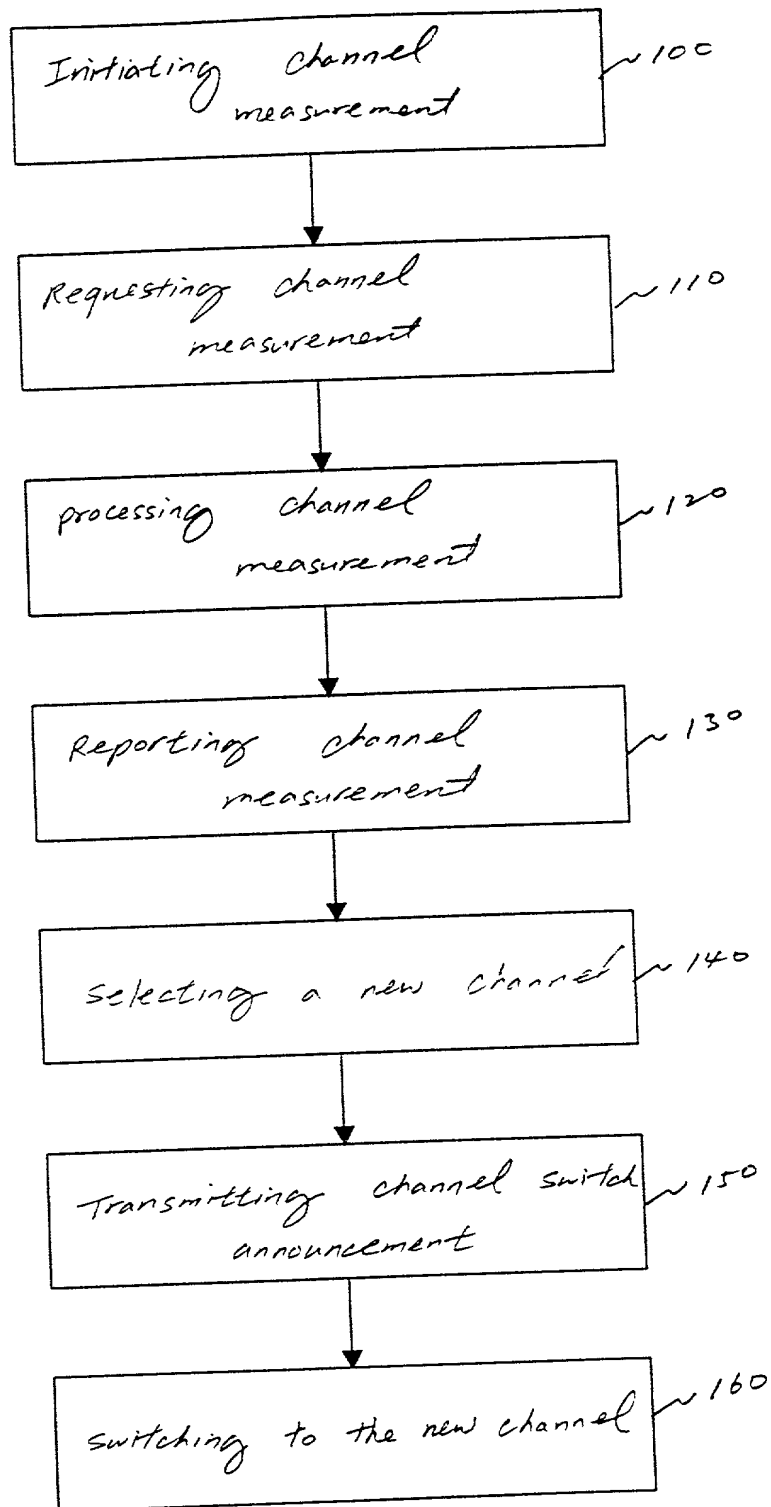 Initiating channel
measurement
100
Requesting channel
measurement
110
processing channel
measurement
120
Reporting channel
measurement
130
Selecting a new channel
140
Transmitting channel switch
announcement
150
Switching to the new channel
160